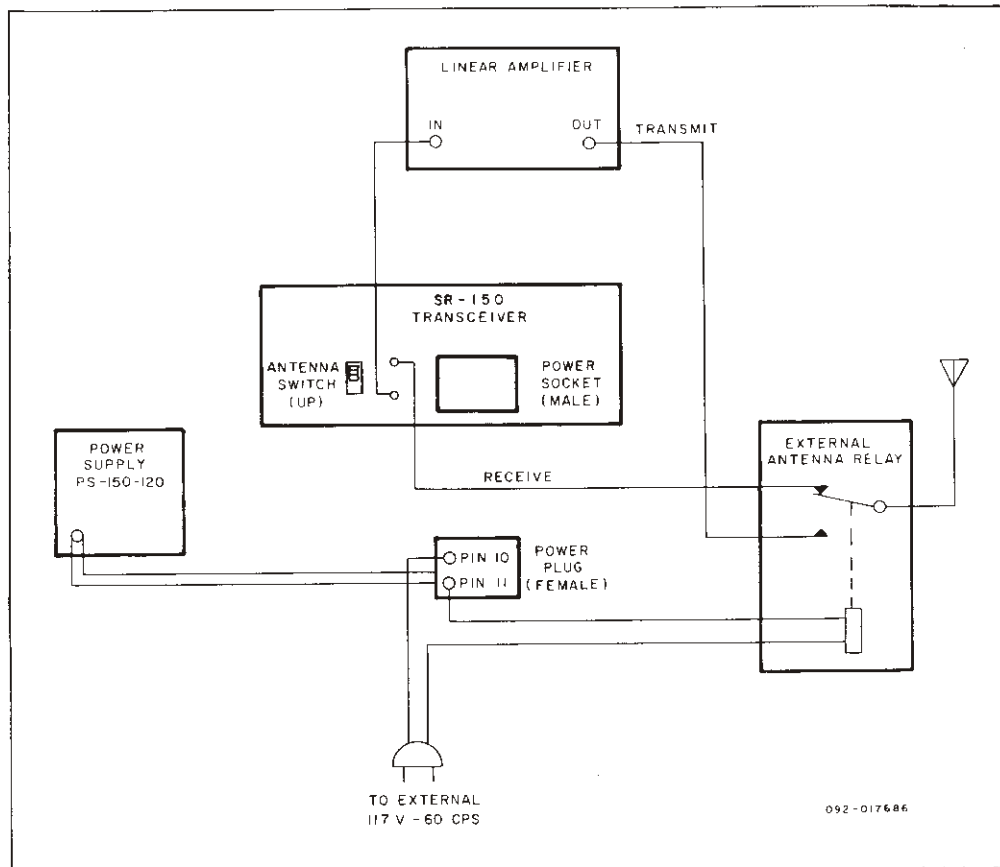 LINEAR AMPLIFIER
IN
OUT
TRANSMIT
SR-150
TRANSCEIVER
ANTENNA
SWITCH
(UP)
POWER
SOCKET
(MALE)
POWER
SUPPLY
PS-150-120
EXTERNAL
ANTENNA RELAY
RECEIVE
PIN 10
PIN 11
POWER
PLUG
(FEMALE)
TO EXTERNAL
117 V - 60 CPS
092-017686